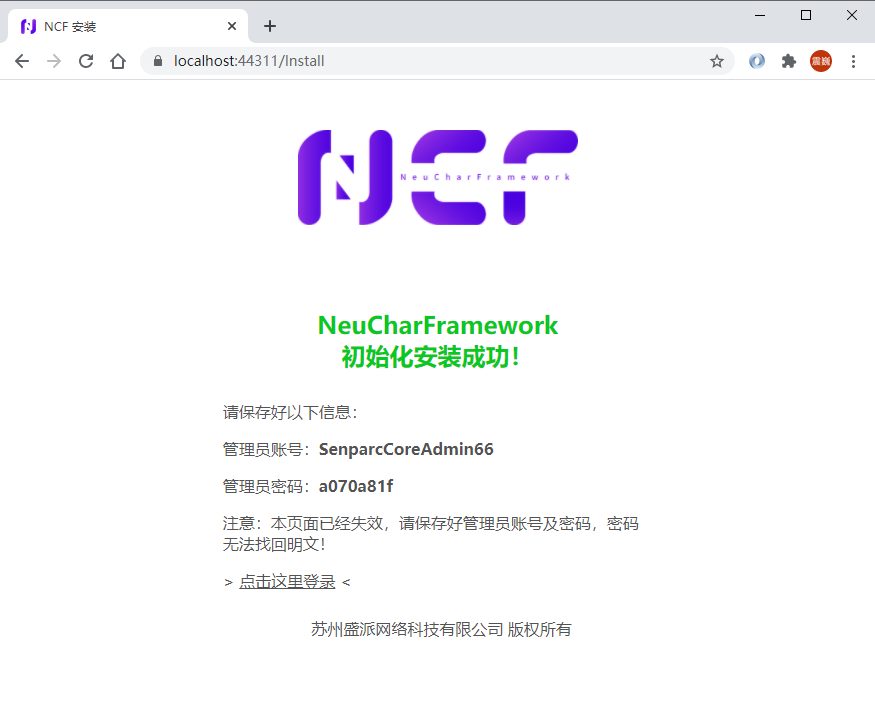 NCF 安装
localhost:44311/Install
震巍
NCF
NeuCharFramework
NeuCharFramework
初始化安装成功！
请保存好以下信息：
管理员账号：SenparcCoreAdmin66
管理员密码：a070a81f
注意：本页面已经失效，请保存好管理员账号及密码，密码
无法找回明文！
> 点击这里登录 <
苏州盛派网络科技有限公司 版权所有